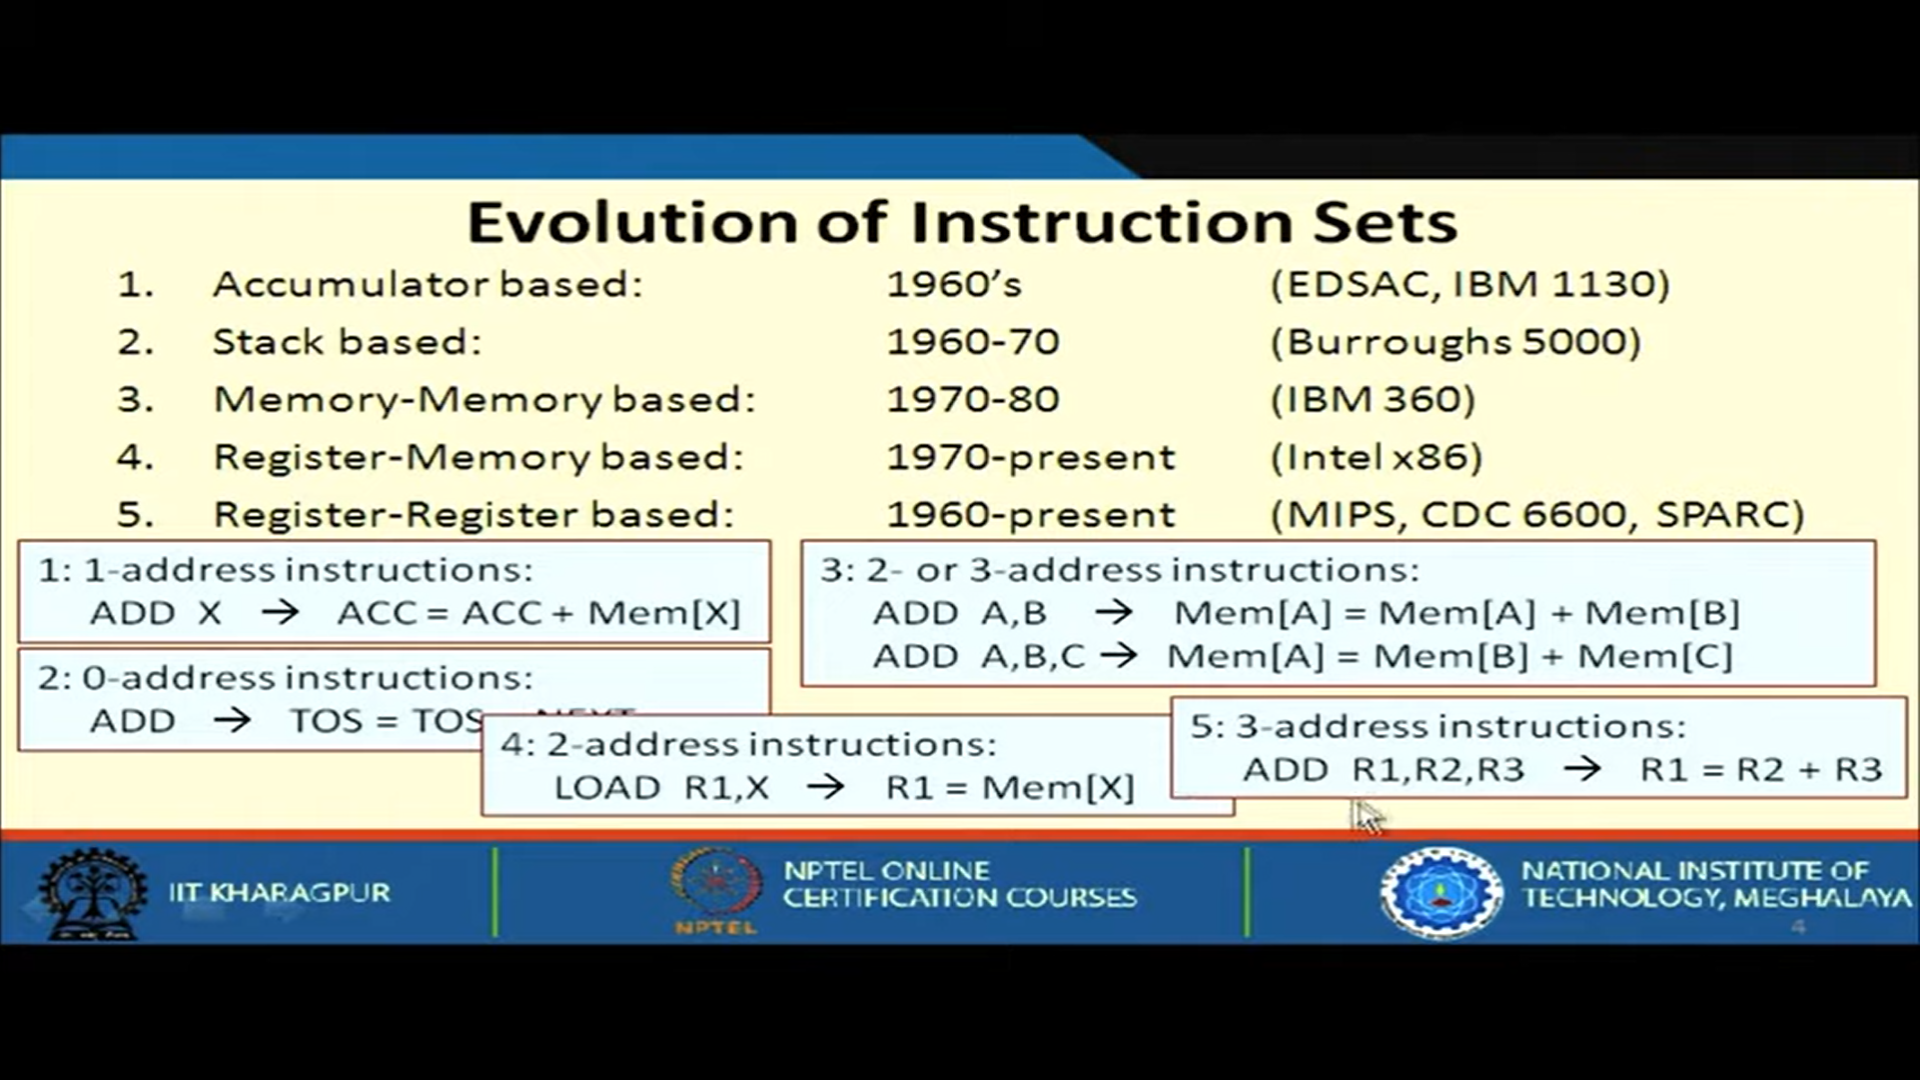 Evolution of Instruction Sets
1. Accumulator based: 1960’s (EDSAC, IBM 1130)
2. Stack based: 1960-70 (Burroughs 5000)
3. Memory-Memory based: 1970-80 (IBM 360)
4. Register-Memory based: 1970-present (Intel x86)
5. Register-Register based: 1960-present (MIPS, CDC 6600, SPARC)
1: 1-address instructions:
ADD X → ACC = ACC + Mem[X]
2: 0-address instructions:
ADD → TOS = TOS
3: 2- or 3-address instructions:
ADD A,B → Mem[A] = Mem[A] + Mem[B]
ADD A,B,C → Mem[A] = Mem[B] + Mem[C]
4: 2-address instructions:
LOAD R1,X → R1 = Mem[X]
5: 3-address instructions:
ADD R1,R2,R3 → R1 = R2 + R3
IIT KHARAGPUR
NPTEL
NPTEL ONLINE
CERTIFICATION COURSES
NATIONAL INSTITUTE OF
TECHNOLOGY, MEGHALAYA
4